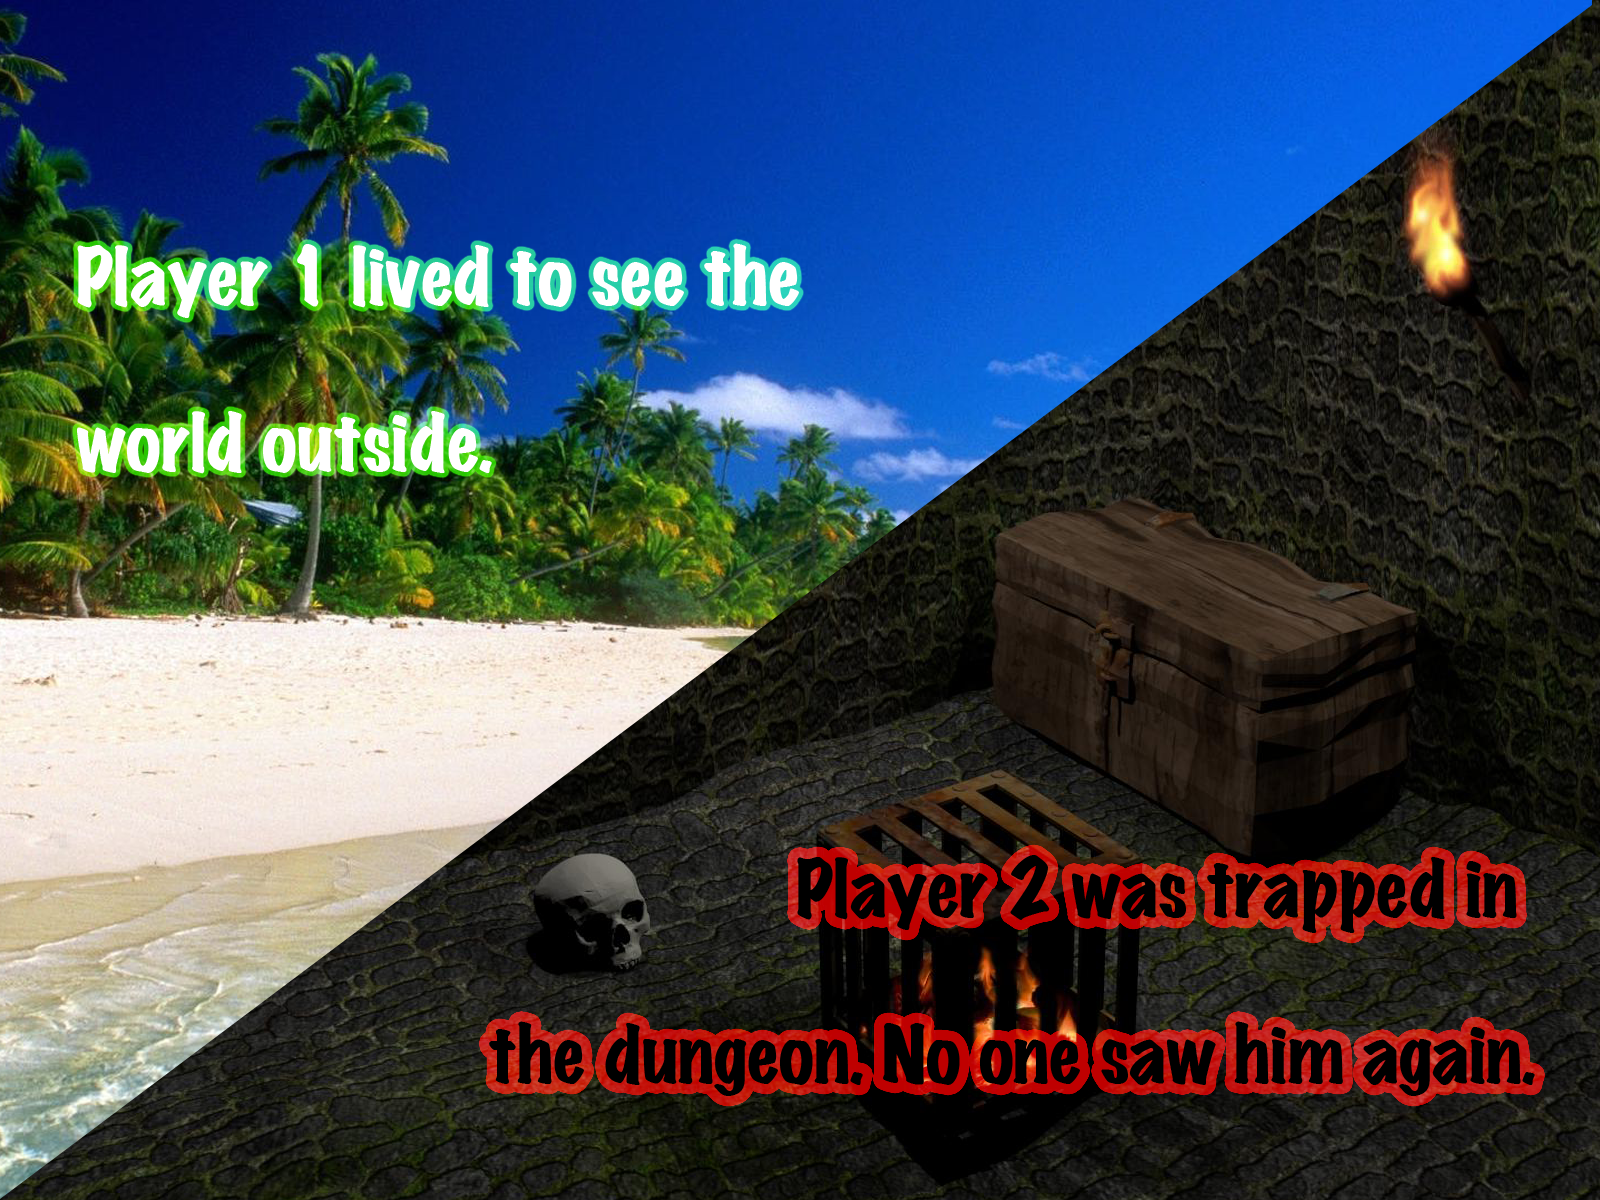 Player 1 lived to see the
world outside.
Player 2 was trapped in
the dungeon. No one saw him again.